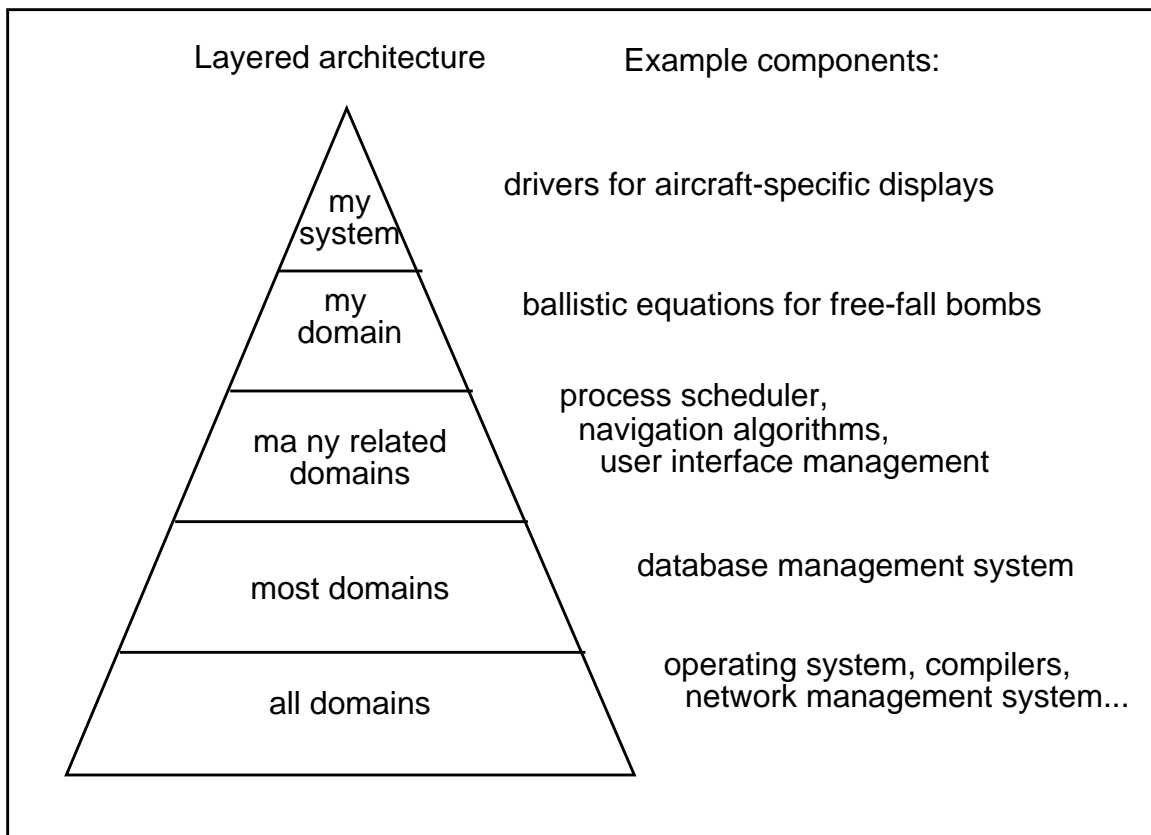 Layered architecture
Example components:
my
system
drivers for aircraft-specific displays
my
domain
ballistic equations for free-fall bombs
ma ny related
domains
process scheduler,
navigation algorithms,
user interface management
most domains
database management system
all domains
operating system, compilers,
network management system...